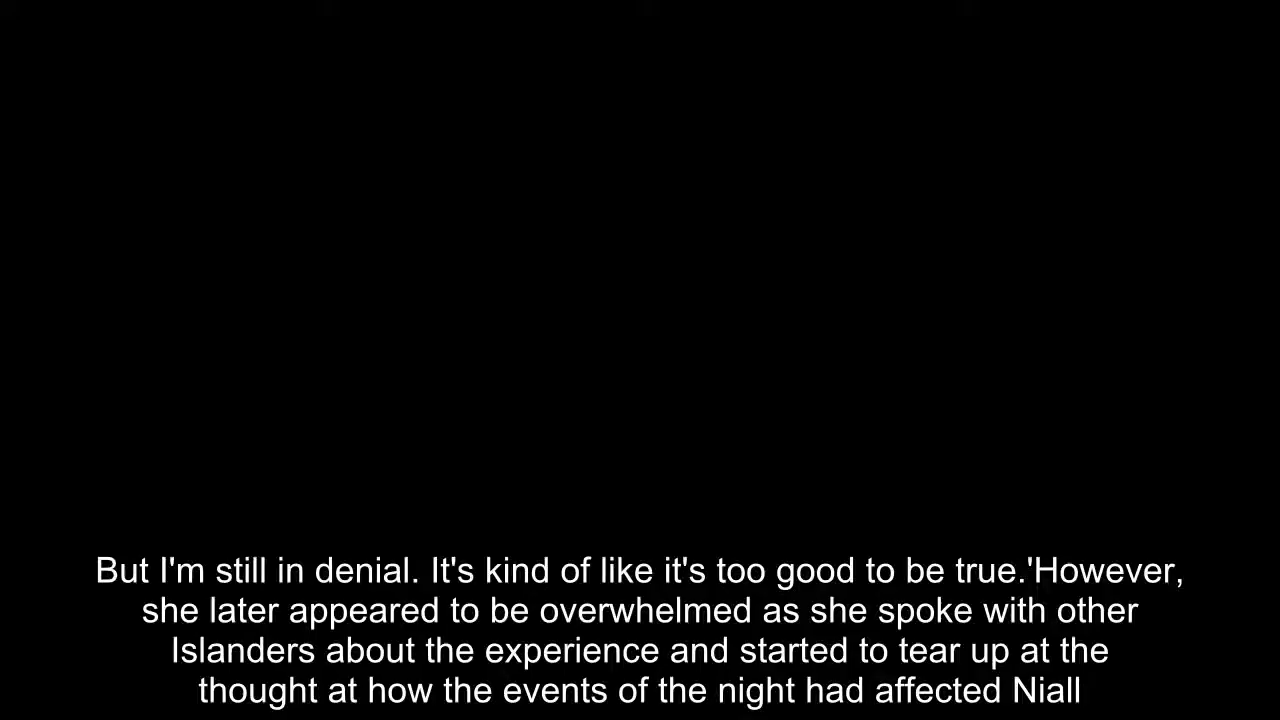 But I'm still in denial. It's kind of like it's too good to be true.'However,
she later appeared to be overwhelmed as she spoke with other
Islanders about the experience and started to tear up at the
thought at how the events of the night had affected Niall